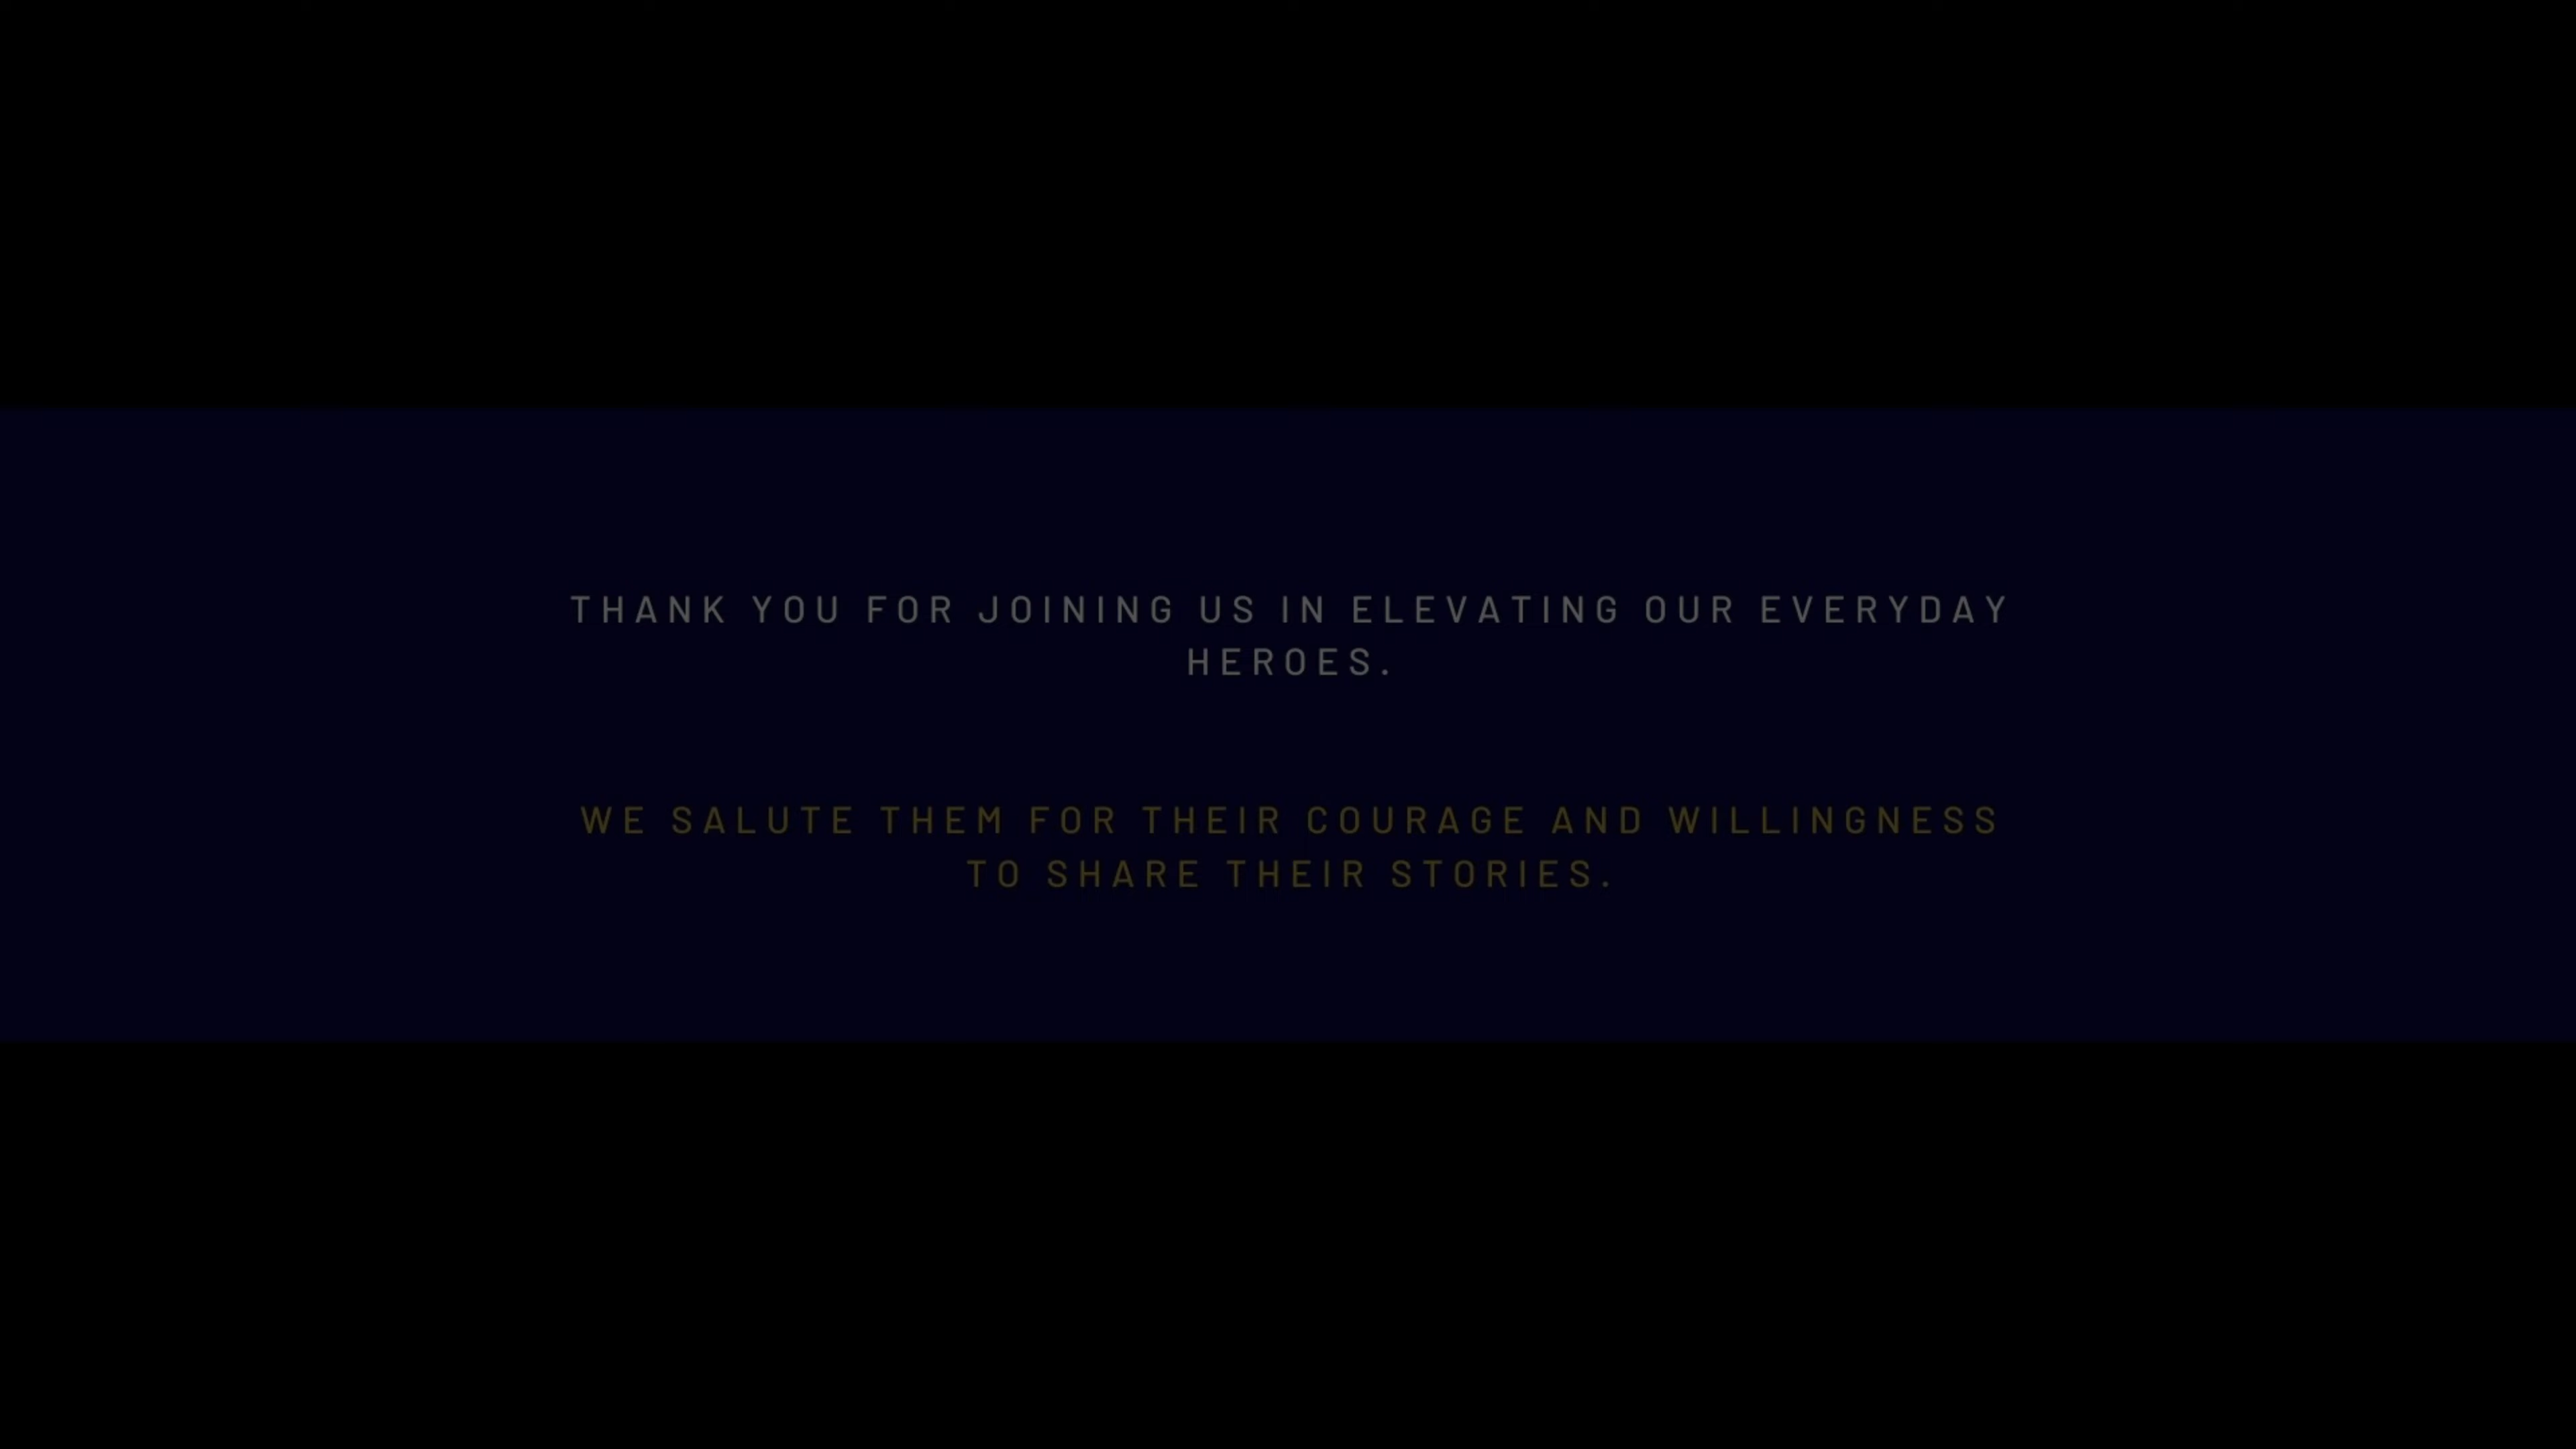 THANK YOU FOR JOINING US IN ELEVATING OUR EVERYDAY
HEROES.
WE SALUTE THEM FOR THEIR COURAGE AND WILLINGNESS
TO SHARE THEIR STORIES.